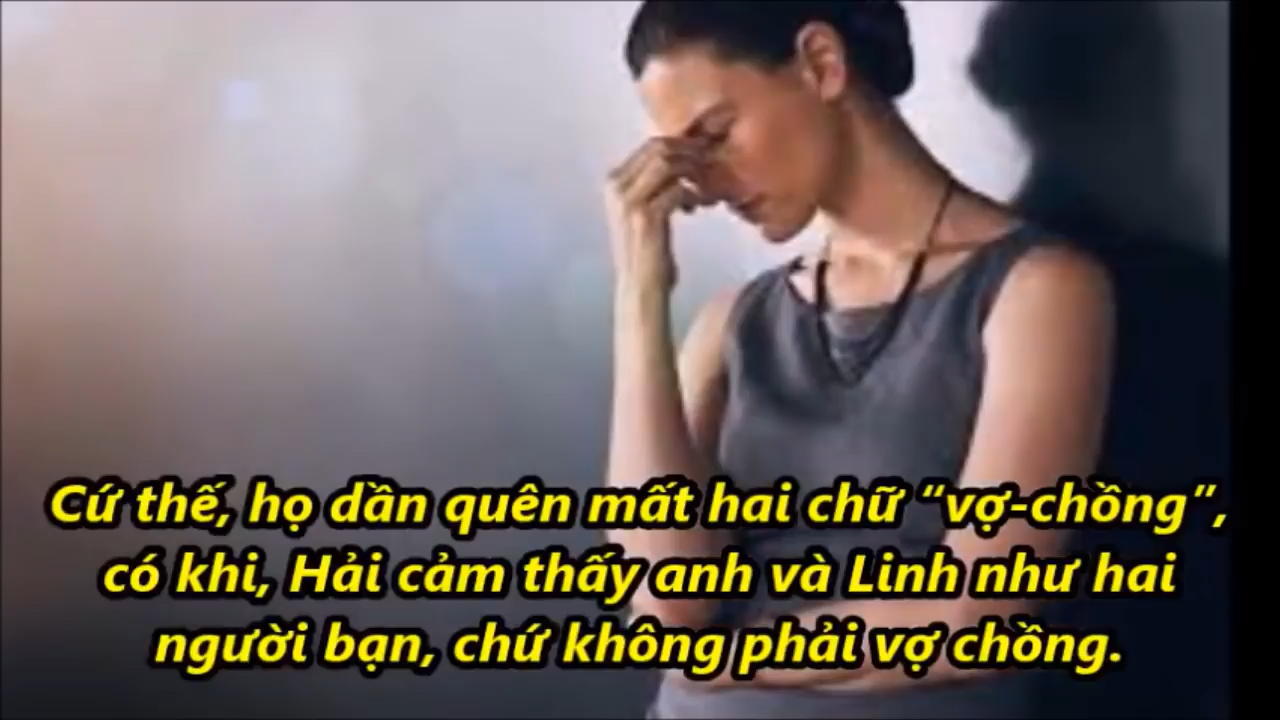 Cứ thế, họ dần quên mất hai chữ “vợ-chồng”,
có khi, Hải cảm thấy anh và Linh như hai
người bạn, chứ không phải vợ chồng.